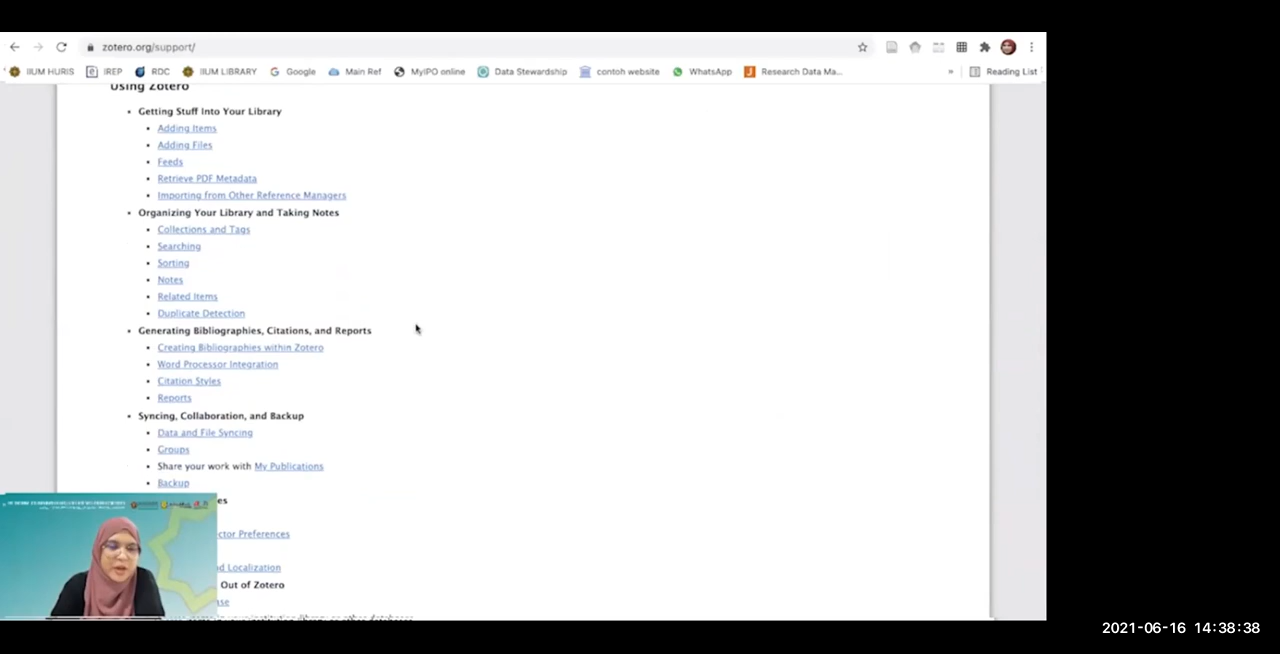 zotero.org/support/
IIUM HURIS IREP RDC IIUM LIBRARY Google Main Ref MyIPO online Data Stewardship contoh website WhatsApp Research Data Ma... » Reading List
Using Zotero
Getting Stuff Into Your Library
Adding Items
Adding Files
Feeds
Retrieve PDF Metadata
Importing from Other Reference Managers
Organizing Your Library and Taking Notes
Collections and Tags
Searching
Sorting
Notes
Related Items
Duplicate Detection
Generating Bibliographies, Citations, and Reports
Creating Bibliographies within Zotero
Word Processor Integration
Citation Styles
Reports
Syncing, Collaboration, and Backup
Data and File Syncing
Groups
Share your work with My Publications
Backup
es
ctor Preferences
d Localization
Out of Zotero
se
2021-06-16 14:38:38